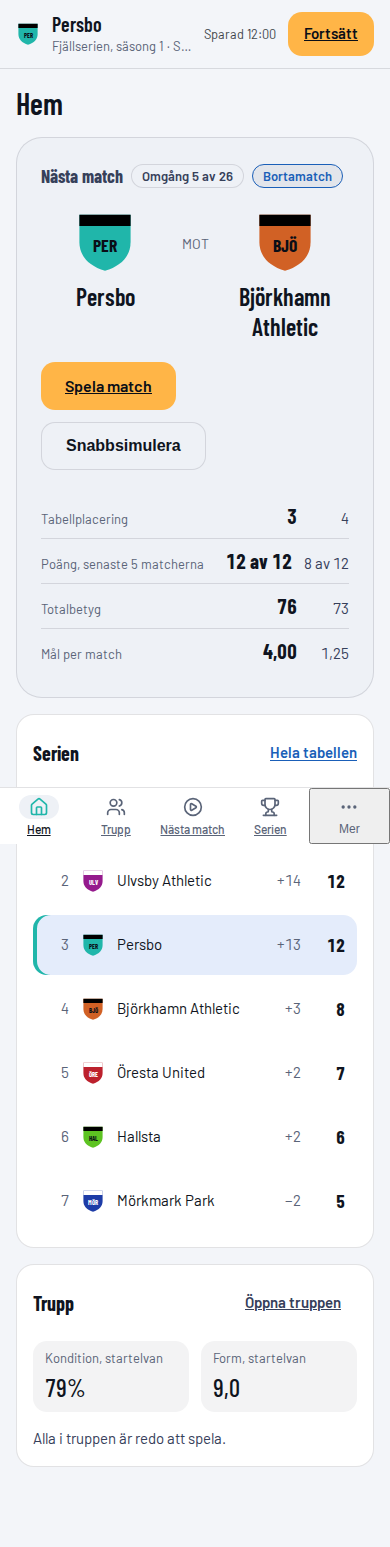 PER
Persbo
Fjällserien, säsong 1 · S...
Sparad 12:00
Fortsätt
Hem
Nästa match
Omgång 5 av 26
Bortamatch
PER
MOT
BJÖ
Persbo
Björkhamn
Athletic
Spela match
Snabbsimulera
Tabellplacering 3 4
Poäng, senaste 5 matcherna 12 av 12 8 av 12
Totalbetyg 76 73
Mål per match 4,00 1,25
Serien
Hela tabellen
Hem
Trupp
Nästa match
Serien
Mer
2 ULV Ulvsby Athletic +14 12
3 PER Persbo +13 12
4 BJÖ Björkhamn Athletic +3 8
5 ÖRE Öresta United +2 7
6 HAL Hallsta +2 6
7 MÖR Mörkmark Park −2 5
Trupp
Öppna truppen
Kondition, startelvan
79%
Form, startelvan
9,0
Alla i truppen är redo att spela.